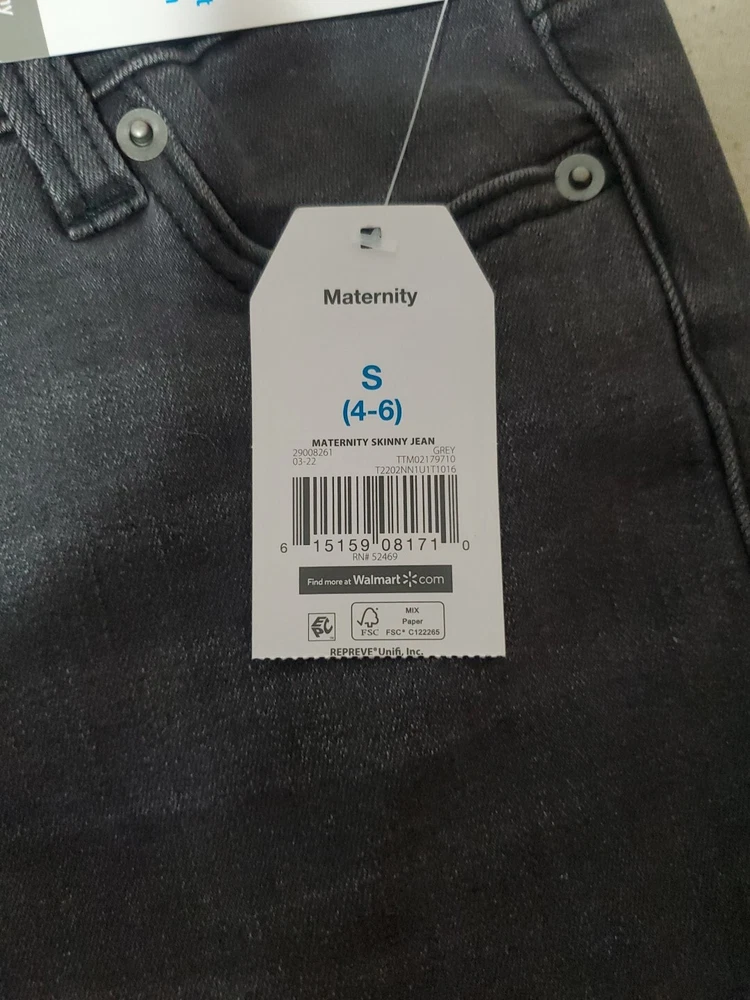 Maternity
S
(4-6)
MATERNITY SKINNY JEAN
29008261 GREY
03-22 TTM02179710
T2202NN1U1T1016
6 15159 08171 0
RN# 52469
Find more at Walmart.com
EPC
FSC
MIX
Paper
FSC® C122265
REPREVE® Unifi, Inc.